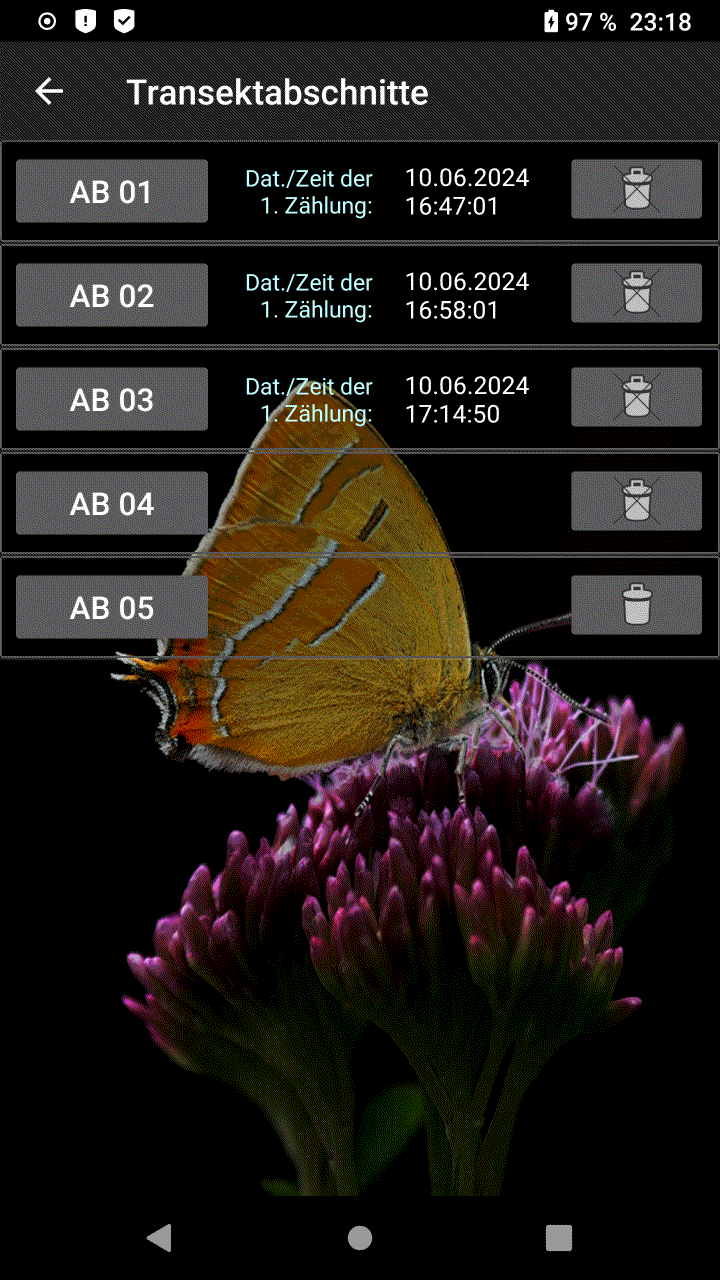 97 % 23:18
Transektabschnitte
AB 01 Dat./Zeit der 10.06.2024
1. Zählung: 16:47:01
AB 02 Dat./Zeit der 10.06.2024
1. Zählung: 16:58:01
AB 03 Dat./Zeit der 10.06.2024
1. Zählung: 17:14:50
AB 04
AB 05